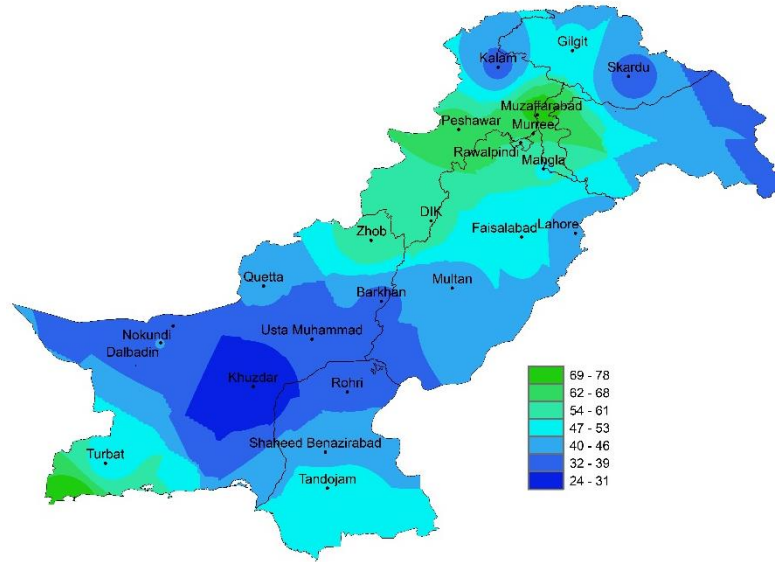 Gilgit
Kalam
Skardu
Muzaffarabad
Peshawar
Murree
Rawalpindi
Mangla
DIK
Zhob
Faisalabad
Lahore
Quetta
Multan
Barkhan
Nokundi
Usta Muhammad
Dalbadin
Khuzdar
Rohri
Shaheed Benazirabad
Turbat
Tandojam
69 - 78
62 - 68
54 - 61
47 - 53
40 - 46
32 - 39
24 - 31